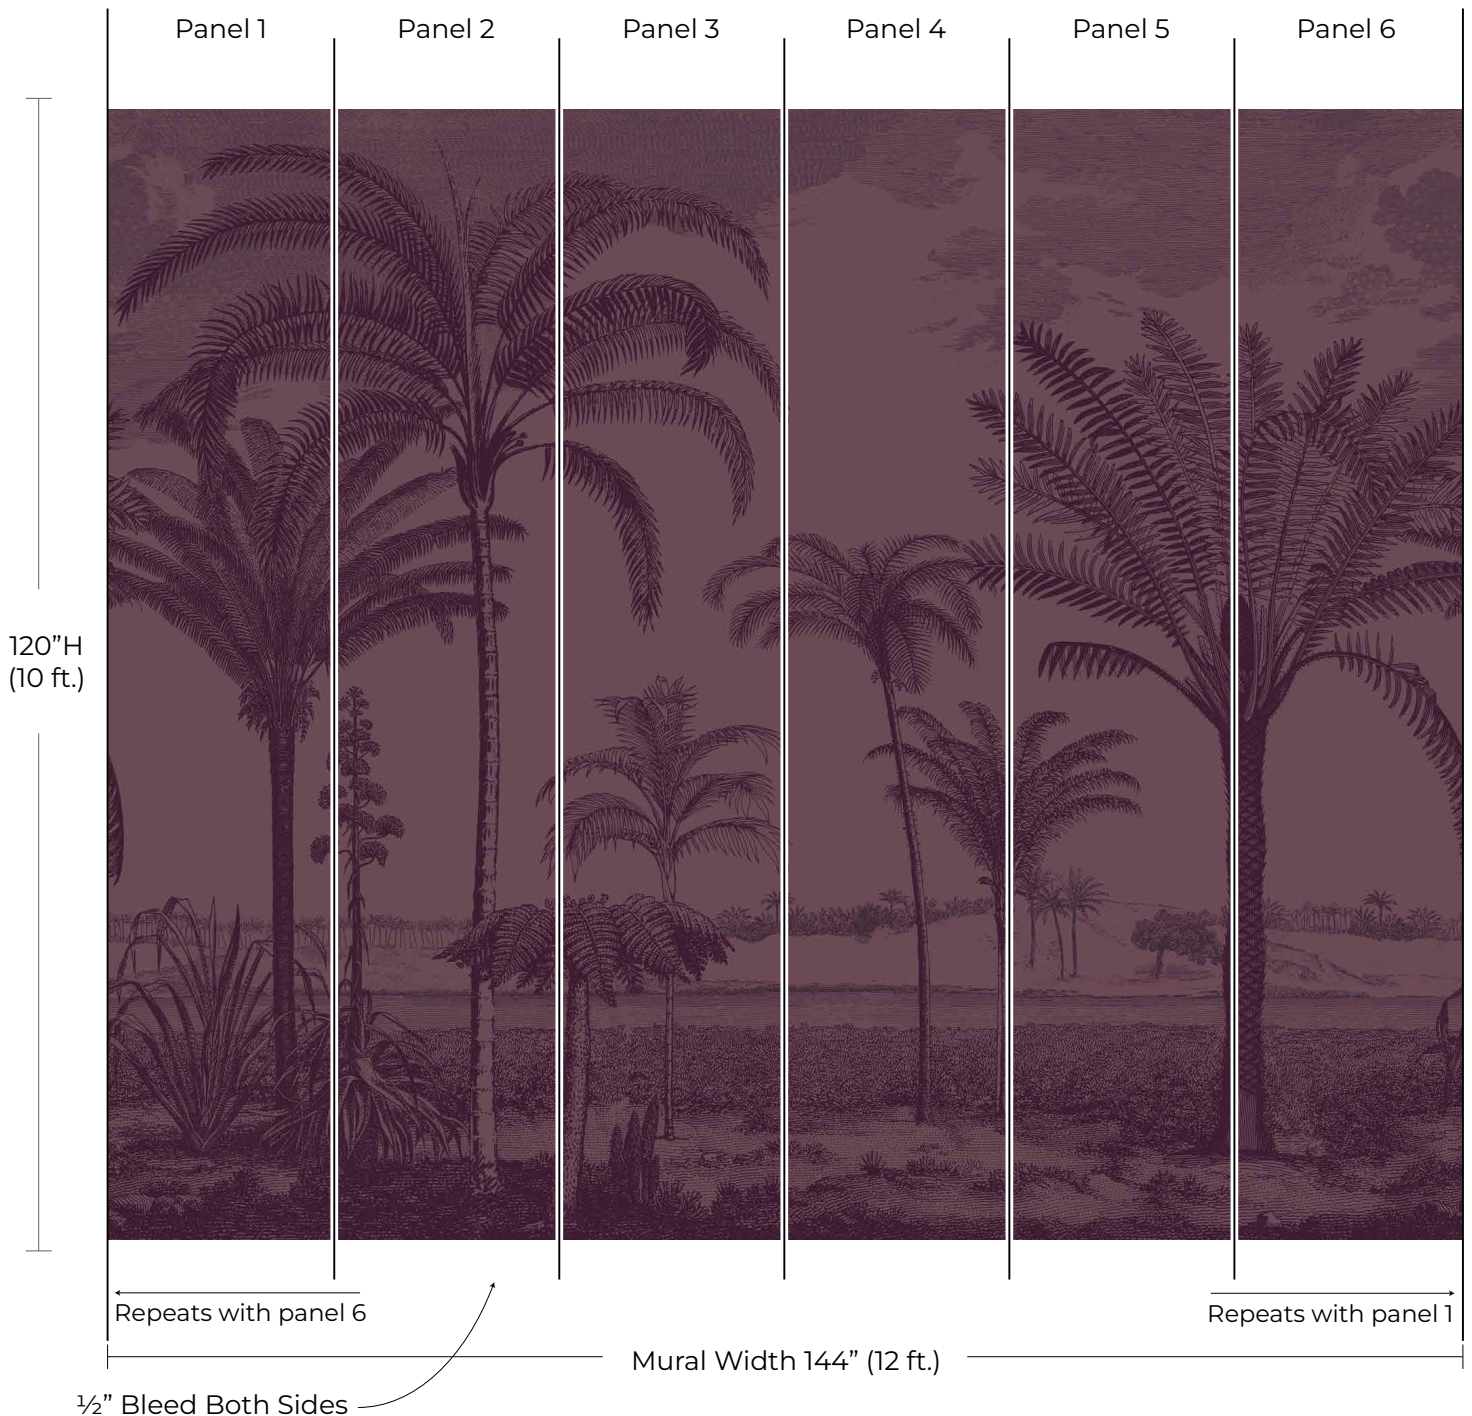 Panel 1
Panel 2
Panel 3
Panel 4
Panel 5
Panel 6
120”H
(10 ft.)
Repeats with panel 6
Repeats with panel 1
Mural Width 144” (12 ft.)
½” Bleed Both Sides